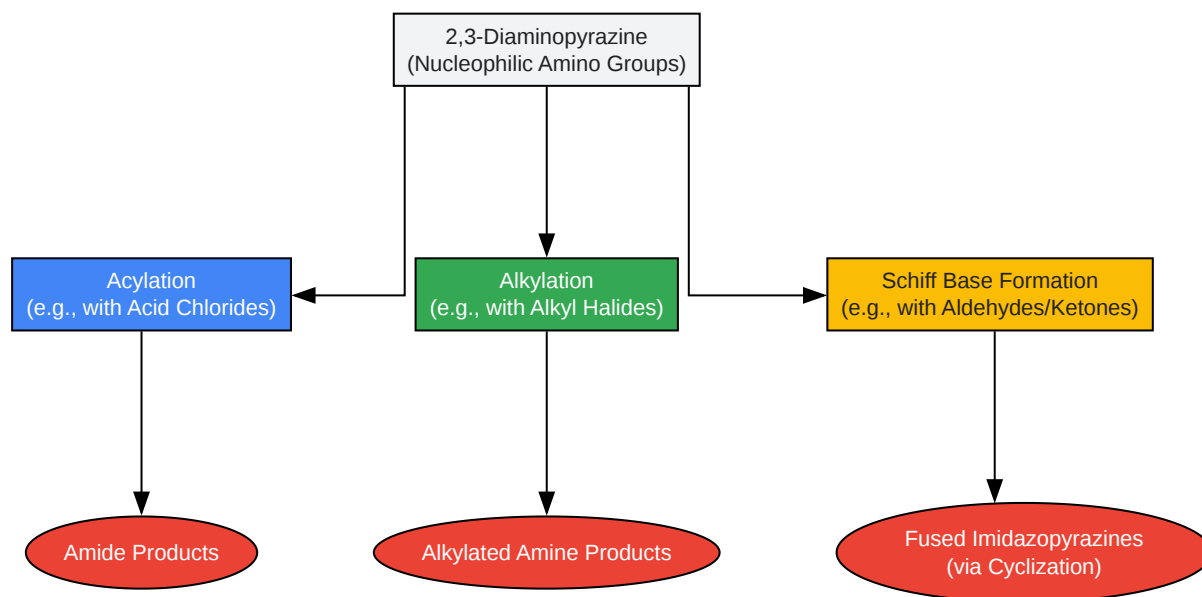 2,3-Diaminopyrazine
(Nucleophilic Amino Groups)
Acylation
(e.g., with Acid Chlorides)
Alkylation
(e.g., with Alkyl Halides)
Schiff Base Formation
(e.g., with Aldehydes/Ketones)
Amide Products
Alkylated Amine Products
Fused Imidazopyrazines
(via Cyclization)